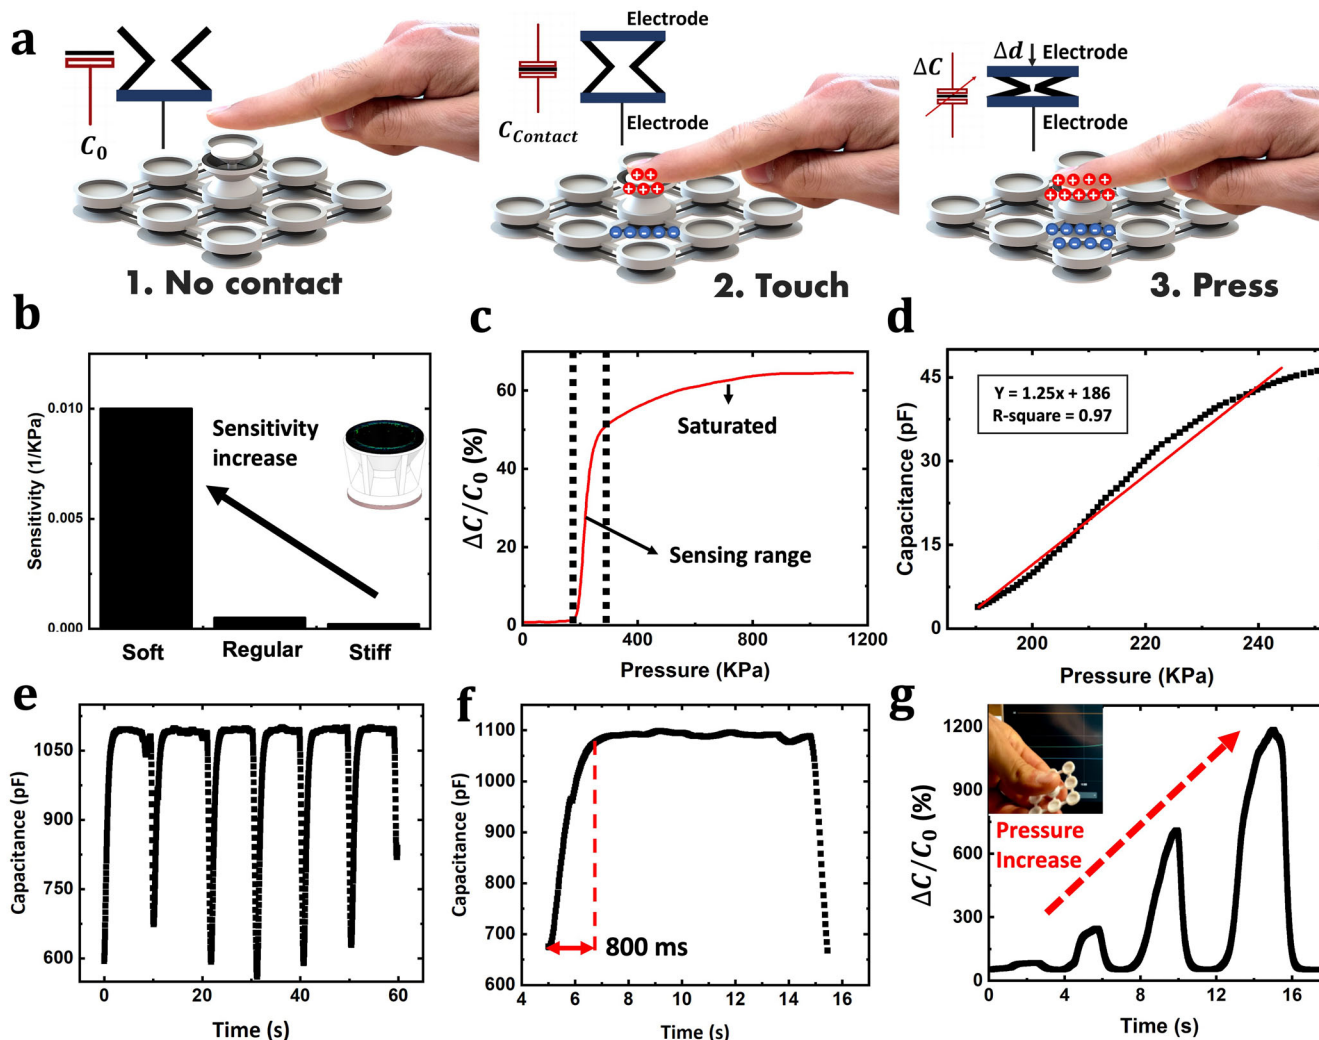 a
C0
1. No contact
Electrode
CContact
Electrode
2. Touch
ΔC
Δd
Electrode
Electrode
3. Press
b
Sensitivity (1/KPa)
0.010
0.005
0.000
Sensitivity
increase
Soft
Regular
Stiff
c
ΔC/C0 (%)
60
40
20
0
Saturated
Sensing range
0
400
800
1200
Pressure (KPa)
d
Capacitance (pF)
45
30
15
0
Y = 1.25x + 186
R-square = 0.97
200
220
240
Pressure (KPa)
e
Capacitance (pF)
1050
900
750
600
0
20
40
60
Time (s)
f
Capacitance (pF)
1100
1000
900
800
700
600
800 ms
4
6
8
10
12
14
16
Time (s)
g
ΔC/C0 (%)
1200
900
600
300
0
Pressure
Increase
0
4
8
12
16
Time (s)